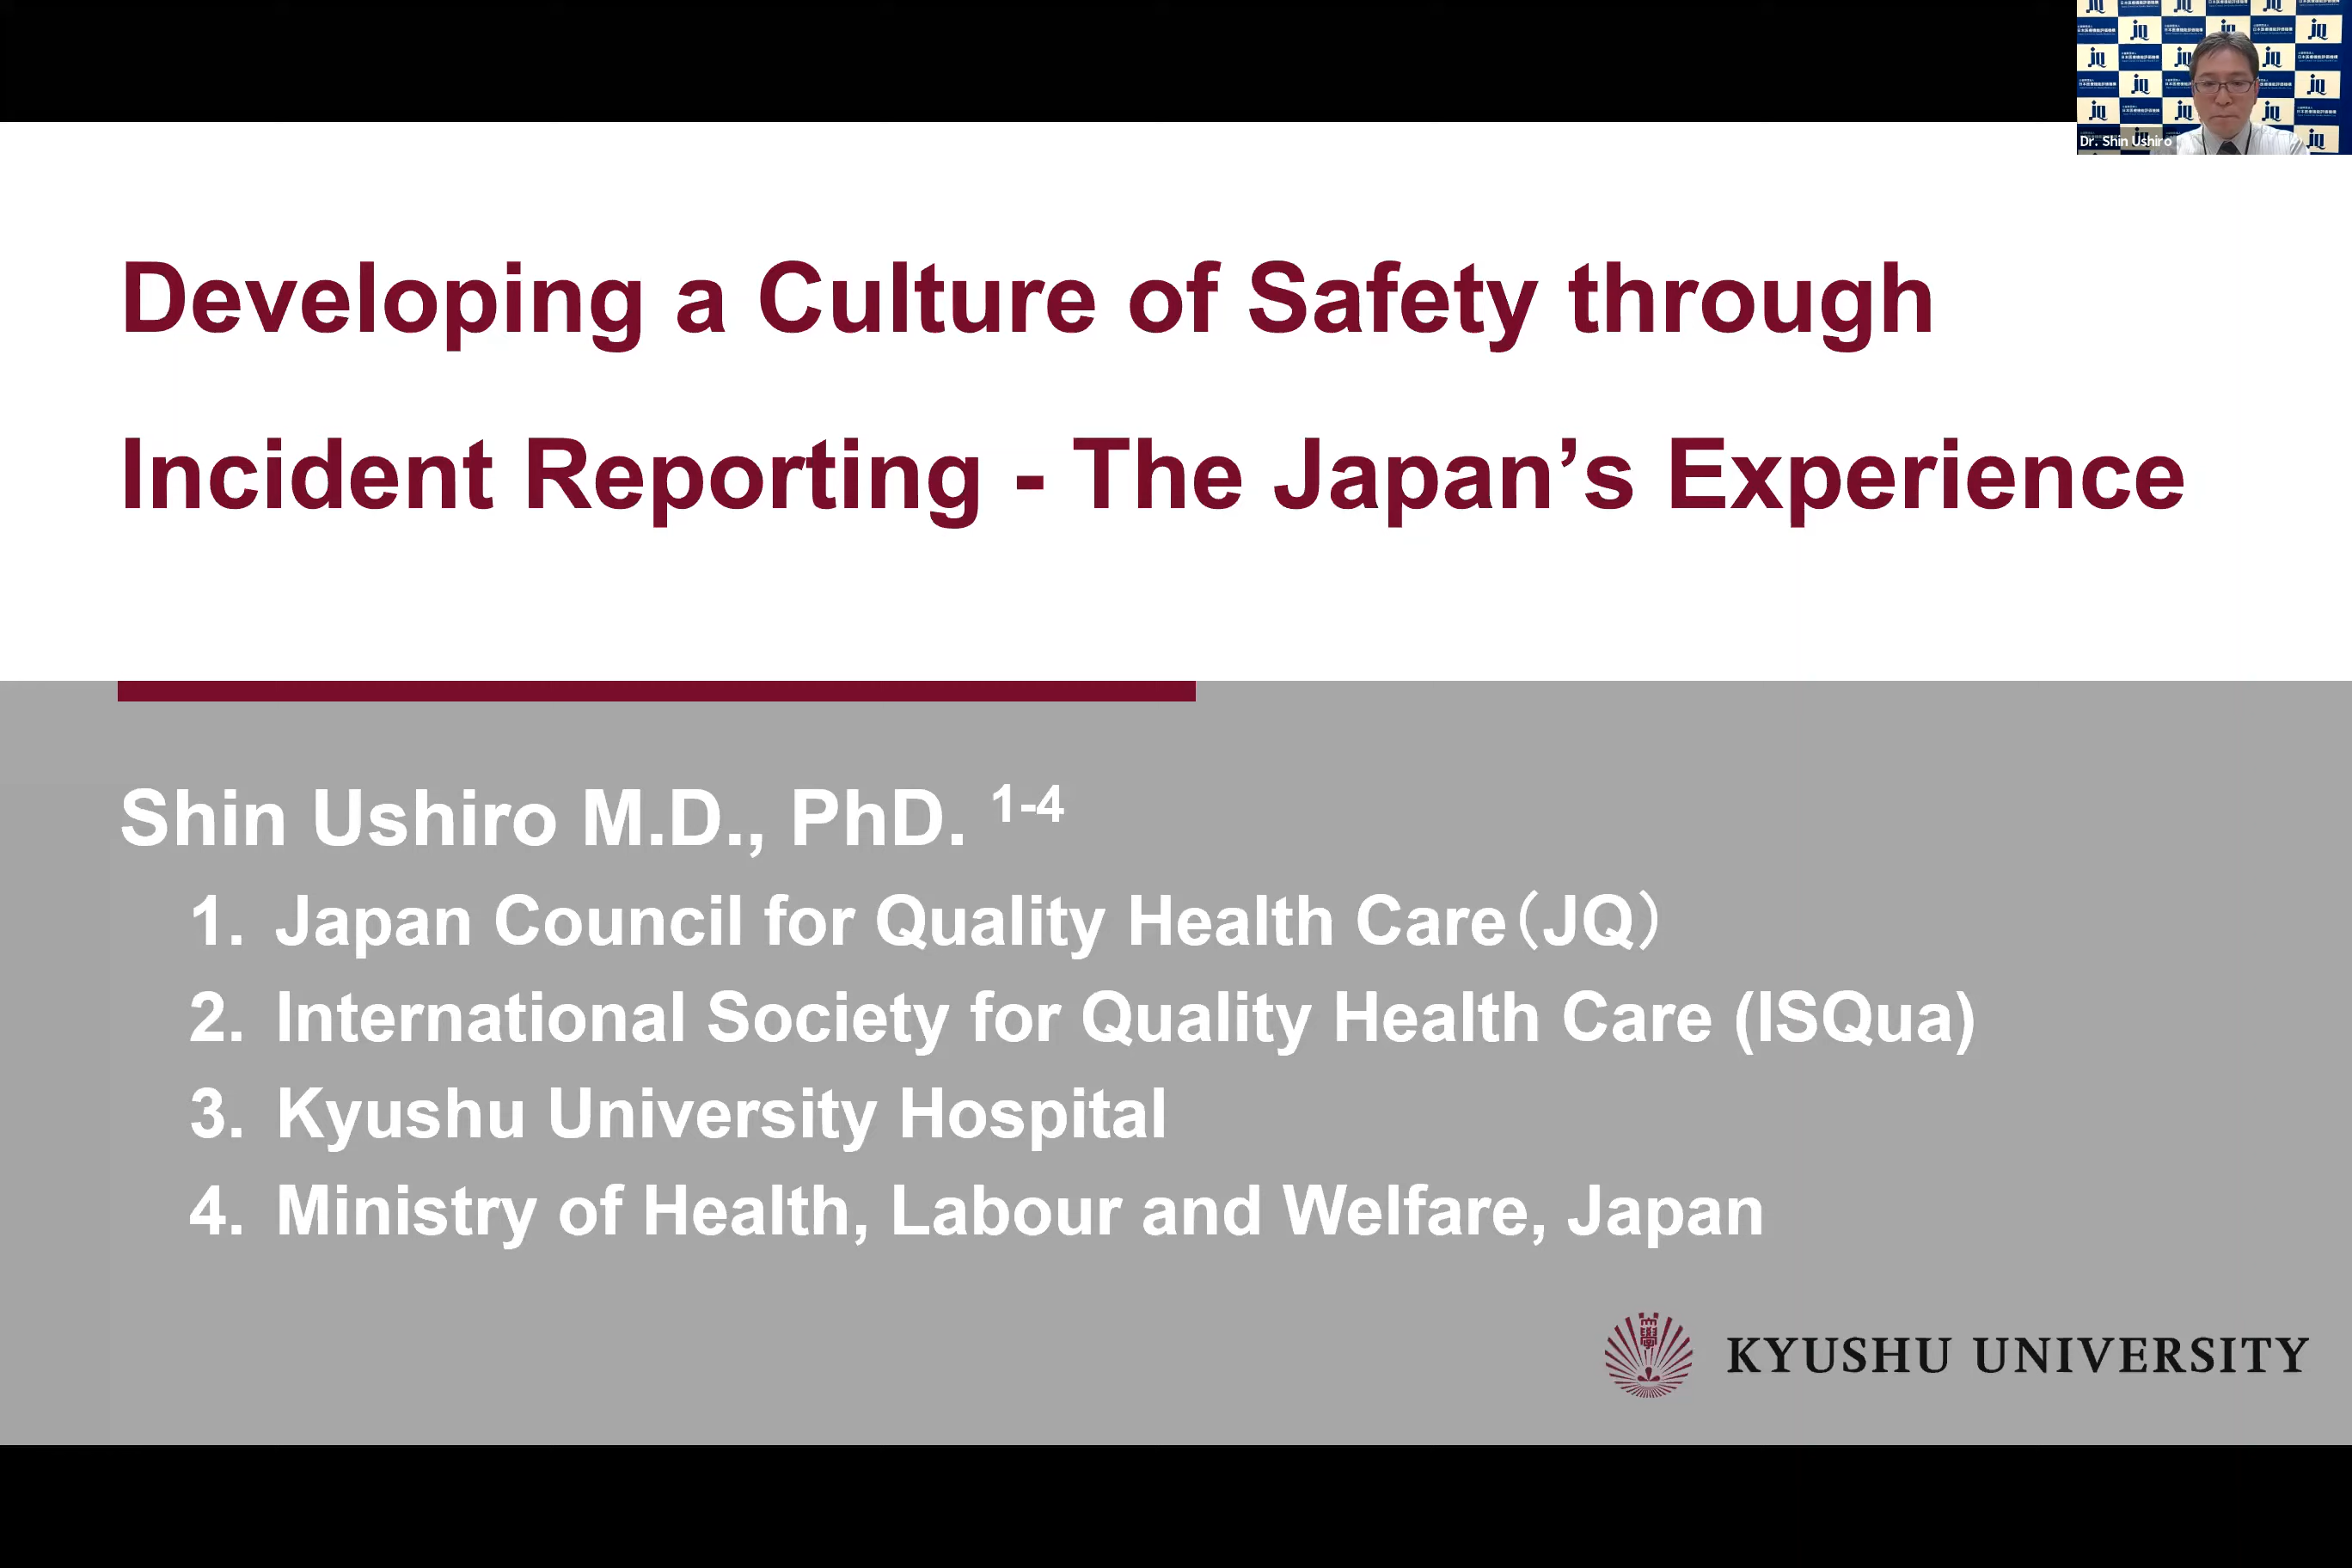 Dr. Shin Ushiro
Developing a Culture of Safety through
Incident Reporting - The Japan’s Experience
Shin Ushiro M.D., PhD. 1-4
1. Japan Council for Quality Health Care（JQ）
2. International Society for Quality Health Care (ISQua)
3. Kyushu University Hospital
4. Ministry of Health, Labour and Welfare, Japan
KYUSHU UNIVERSITY